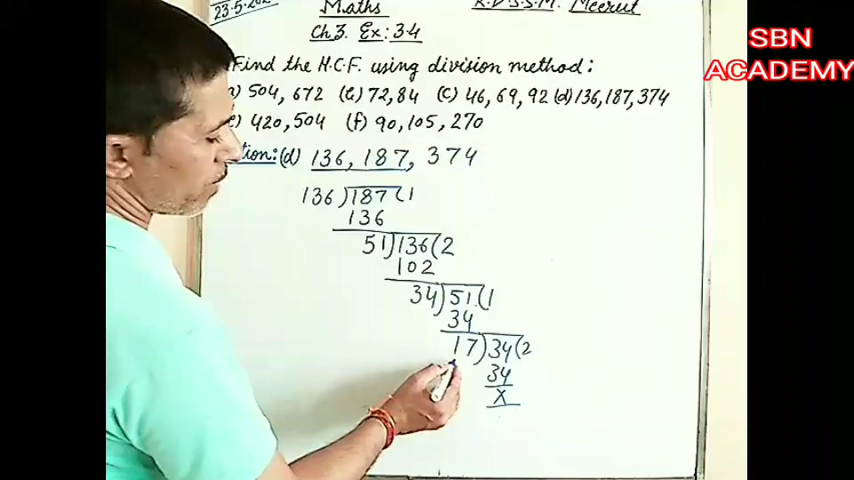 23.5.202
Maths
R.D.S.S.M. Meerut
Ch 3. Ex: 3.4
SBN
ACADEMY
Find the H.C.F. using division method:
) 504, 672 (b) 72, 84 (c) 46, 69, 92 (d) 136, 187, 374
) 420, 504 (f) 90, 105, 270
tion: (d) 136, 187, 374
136 ) 187 ( 1
136
51 ) 136 ( 2
102
34 ) 51 ( 1
34
17 ) 34 ( 2
34
x